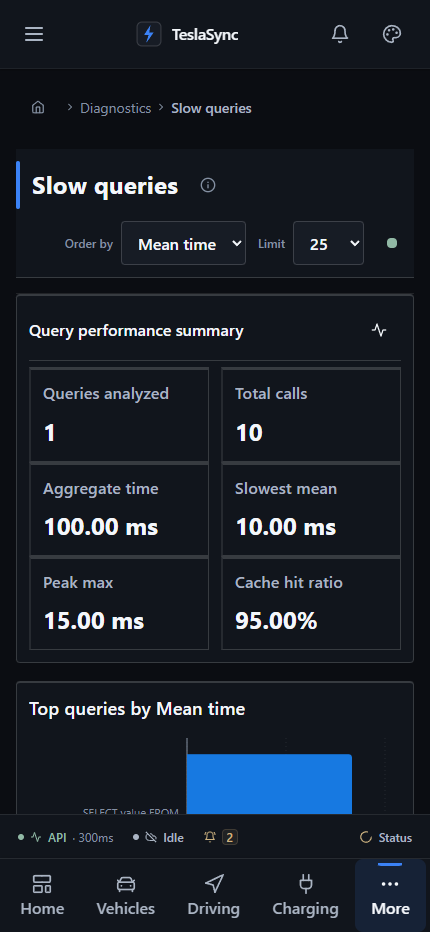 TeslaSync
Diagnostics
Slow queries
Slow queries
Order by Mean time Limit 25
Query performance summary
Queries analyzed
1
Total calls
10
Aggregate time
100.00 ms
Slowest mean
10.00 ms
Peak max
15.00 ms
Cache hit ratio
95.00%
Top queries by Mean time
SELECT value FROM
API · 300ms Idle 2 Status
Home Vehicles Driving Charging More